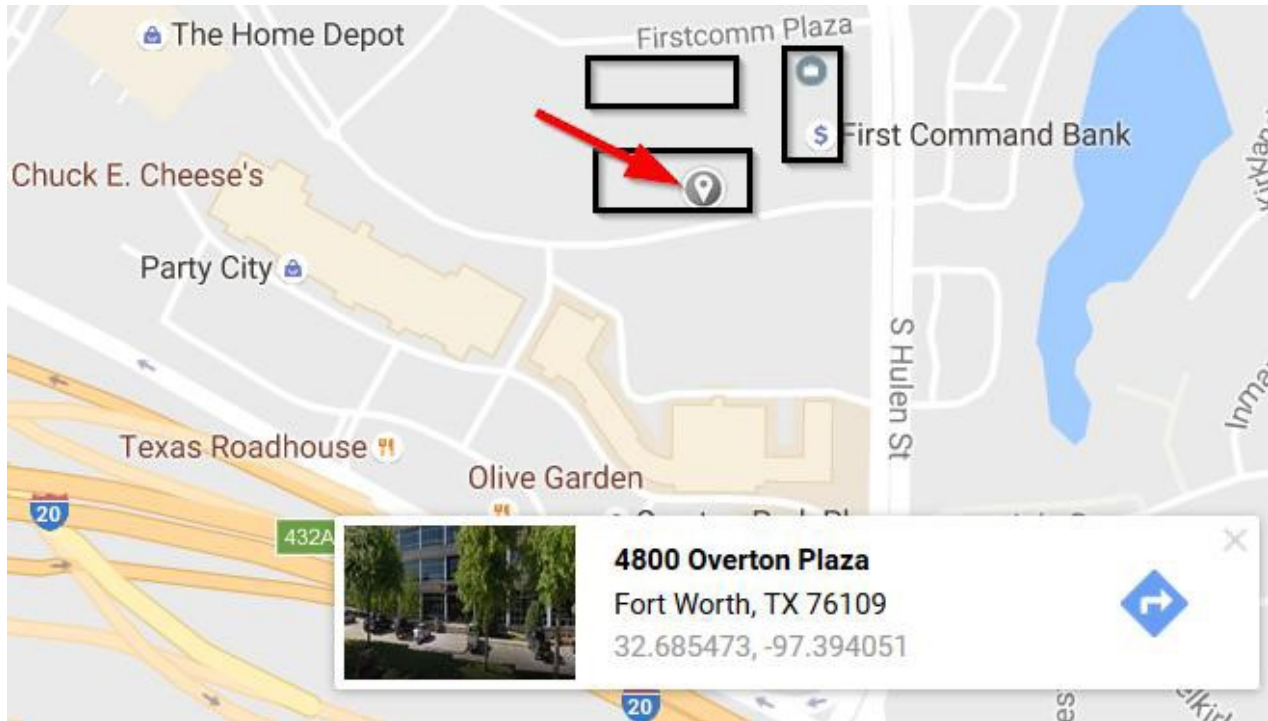 The Home Depot
Firstcomm Plaza
$ First Command Bank
Chuck E. Cheese's
Party City
S Hulen St
Texas Roadhouse
Olive Garden
20
432A
4800 Overton Plaza
Fort Worth, TX 76109
32.685473, -97.394051
20